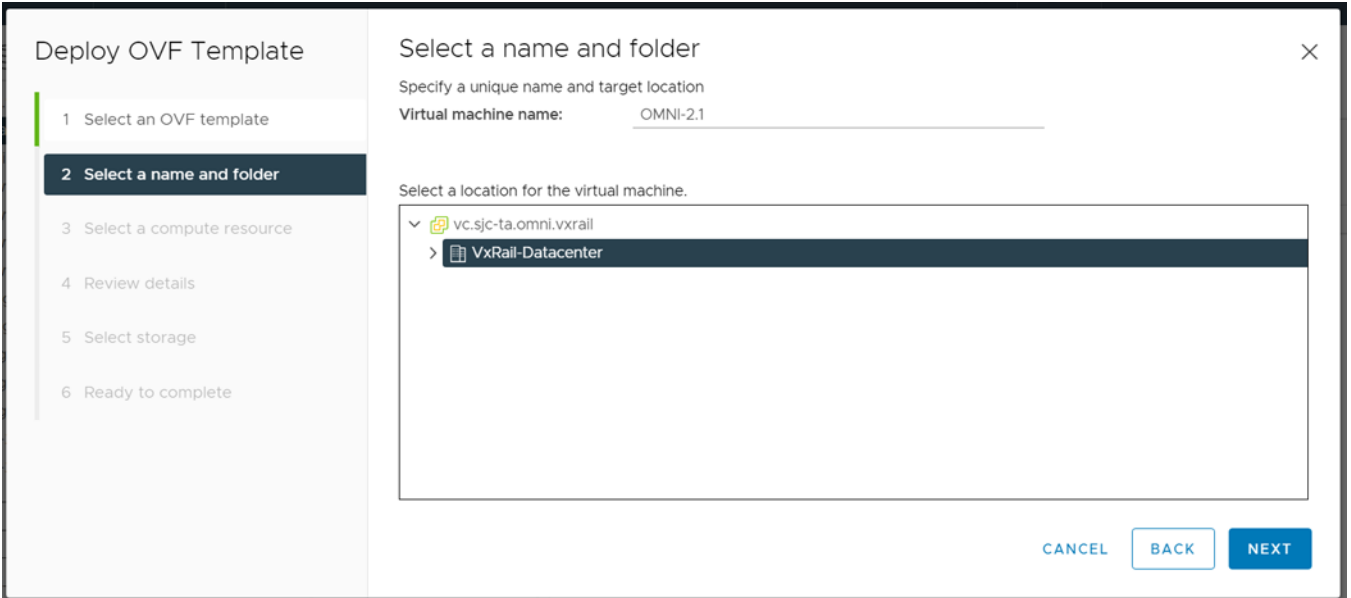 Deploy OVF Template
1 Select an OVF template
2 Select a name and folder
3 Select a compute resource
4 Review details
5 Select storage
6 Ready to complete
Select a name and folder
Specify a unique name and target location
Virtual machine name: OMNI-2.1
Select a location for the virtual machine.
vc.sjc-ta.omni.vxrail
VxRail-Datacenter
CANCEL BACK NEXT